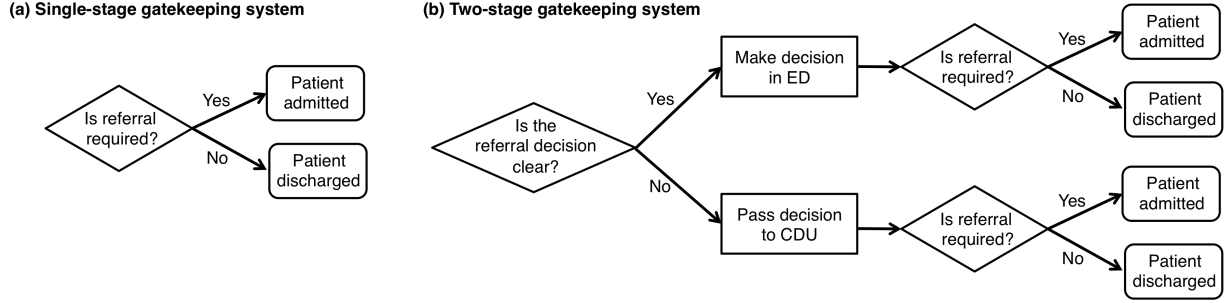 (a) Single-stage gatekeeping system
Is referral
required?
Yes
Patient
admitted
No
Patient
discharged
(b) Two-stage gatekeeping system
Is the
referral decision
clear?
Yes
Make decision
in ED
Is referral
required?
Yes
Patient
admitted
No
Patient
discharged
No
Pass decision
to CDU
Is referral
required?
Yes
Patient
admitted
No
Patient
discharged